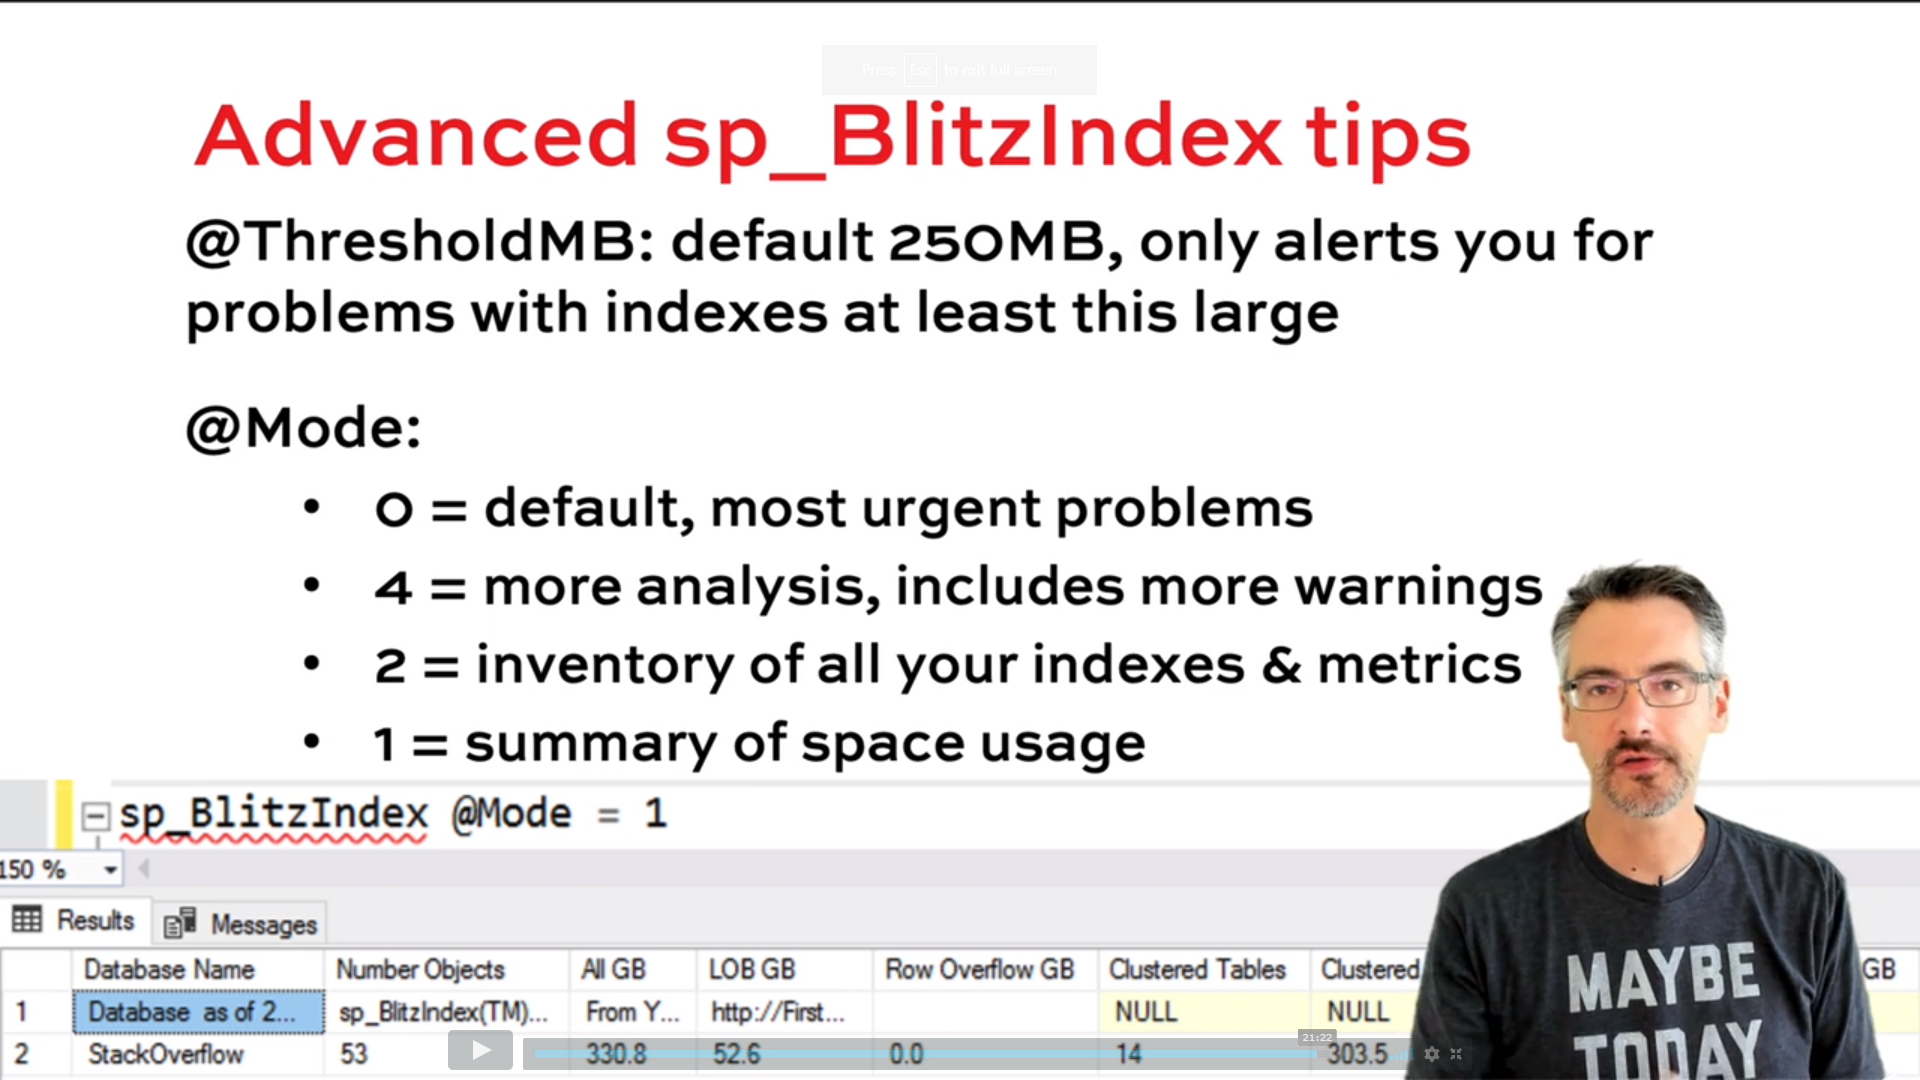 Press Esc to exit full screen
Advanced sp_BlitzIndex tips
@ThresholdMB: default 250MB, only alerts you for
problems with indexes at least this large
@Mode:
• 0 = default, most urgent problems
• 4 = more analysis, includes more warnings
• 2 = inventory of all your indexes & metrics
• 1 = summary of space usage
sp_BlitzIndex @Mode = 1
150 %
Results Messages
Database Name Number Objects All GB LOB GB Row Overflow GB Clustered Tables Clustered GB
1 Database as of 2... sp_BlitzIndex(TM)... From Y... http://First... NULL NULL
2 StackOverflow 53 330.8 52.6 0.0 14 303.5
21:22
MAYBE
TODAY